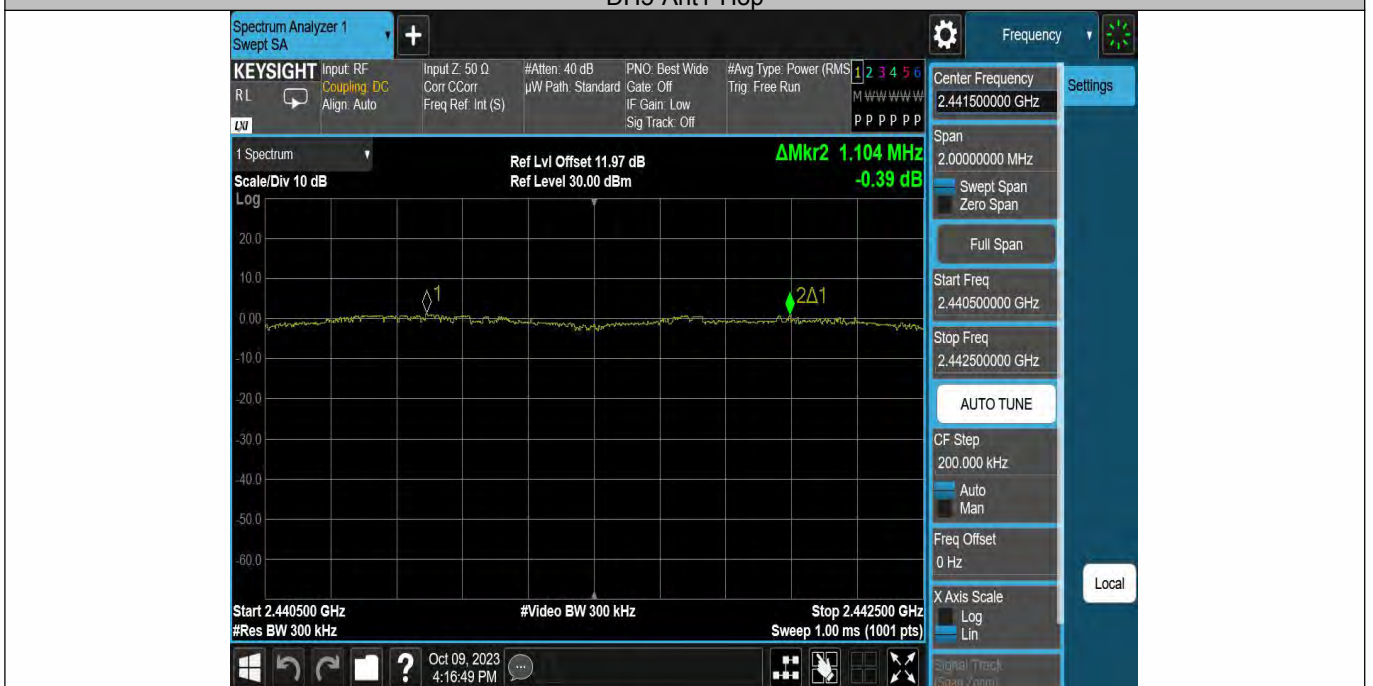 DH5-Ant1-Hop
Spectrum Analyzer 1
Swept SA
+
Frequency
KEYSIGHT
RL
LXI
Input: RF
Coupling: DC
Align: Auto
Input Z: 50 Ω
Corr CCorr
Freq Ref: Int (S)
#Atten: 40 dB
µW Path: Standard
PNO: Best Wide
Gate: Off
IF Gain: Low
Sig Track: Off
#Avg Type: Power (RMS
Trig: Free Run
1 2 3 4 5 6
M W W W W W
P P P P P P
1 Spectrum
Scale/Div 10 dB
Log
Ref Lvl Offset 11.97 dB
Ref Level 30.00 dBm
ΔMkr2 1.104 MHz
-0.39 dB
20.0
10.0
0.00
-10.0
-20.0
-30.0
-40.0
-50.0
-60.0
1
2Δ1
Start 2.440500 GHz
#Res BW 300 kHz
#Video BW 300 kHz
Stop 2.442500 GHz
Sweep 1.00 ms (1001 pts)
?
Oct 09, 2023
4:16:49 PM
Center Frequency
2.441500000 GHz
Settings
Span
2.00000000 MHz
Swept Span
Zero Span
Full Span
Start Freq
2.440500000 GHz
Stop Freq
2.442500000 GHz
AUTO TUNE
CF Step
200.000 kHz
Auto
Man
Freq Offset
0 Hz
X Axis Scale
Log
Lin
Local
Signal Track
(Span Zoom)